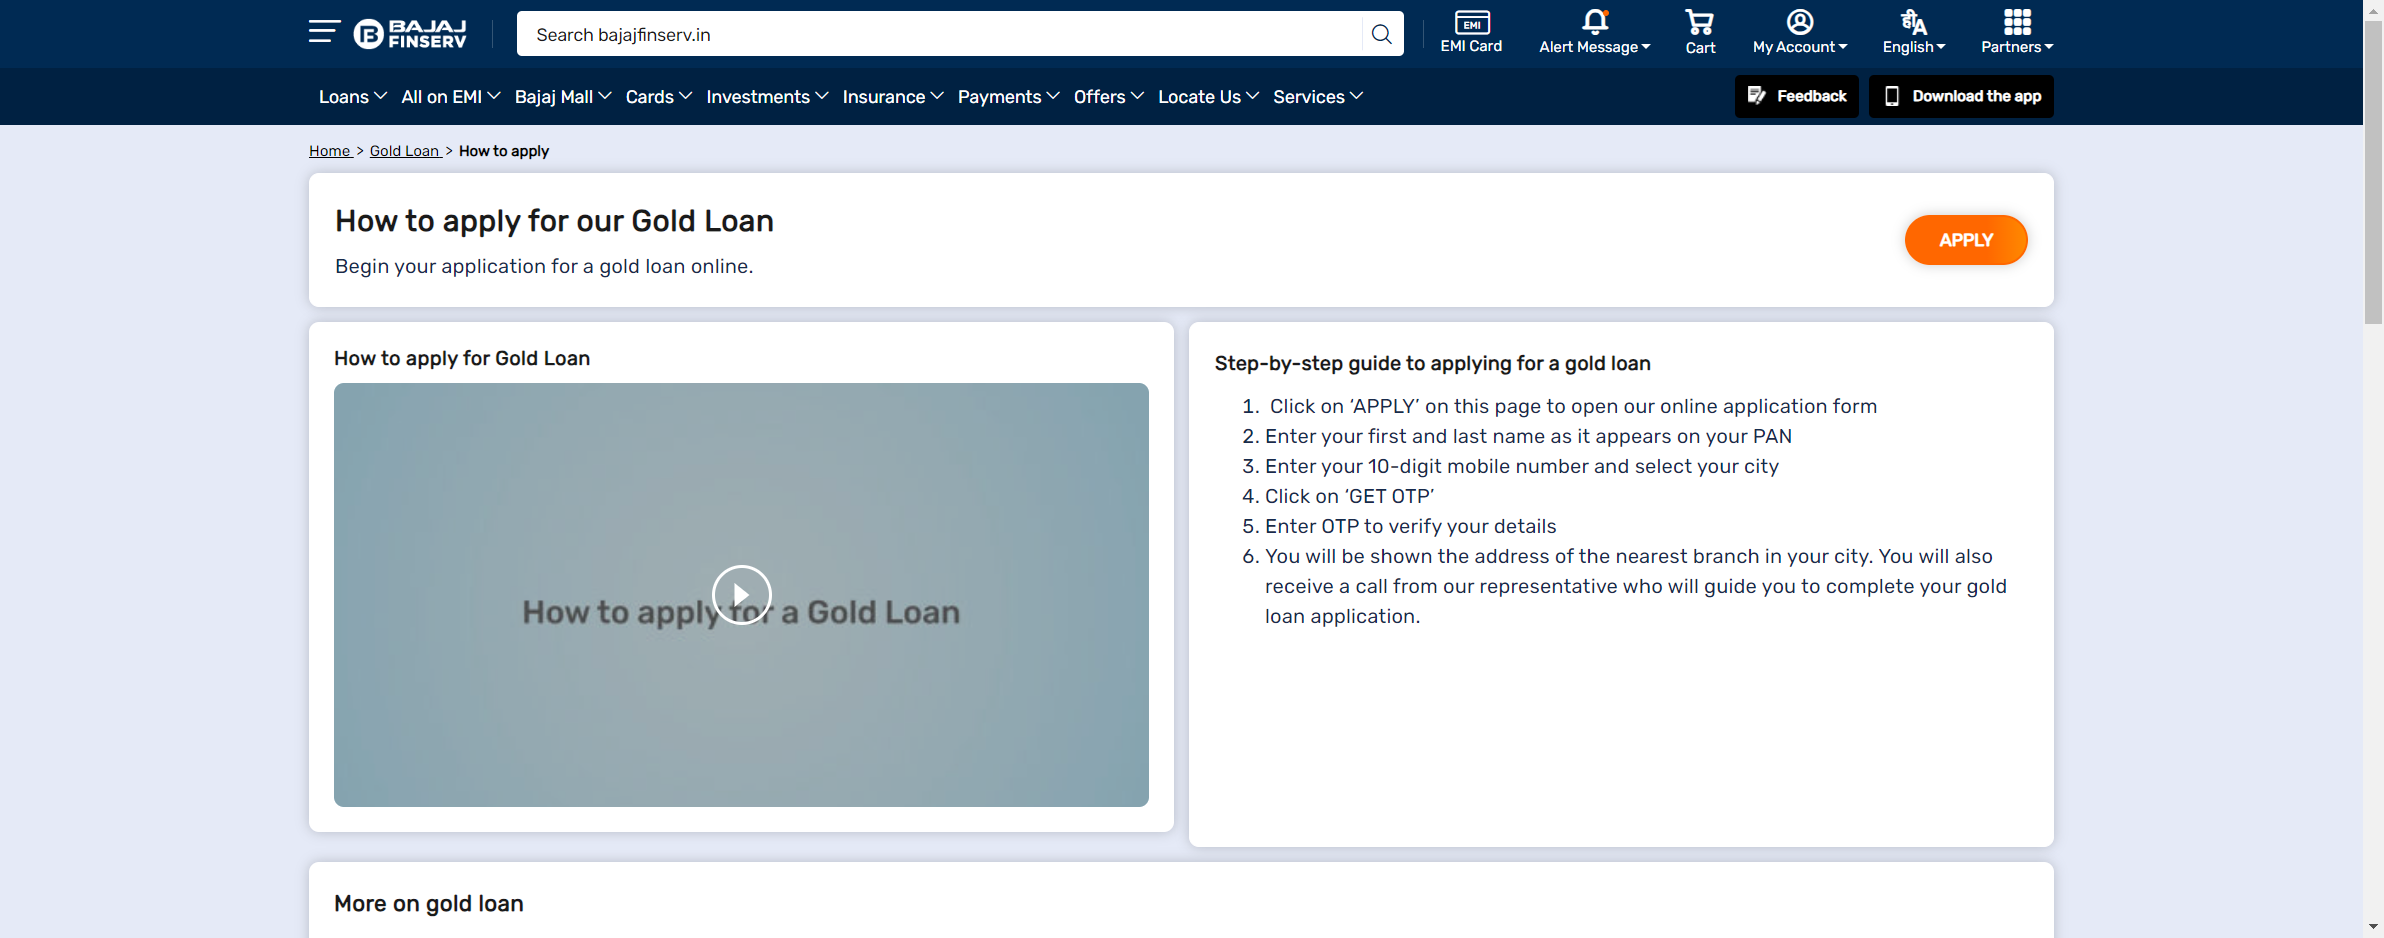 BAJAJ
FINSERV
Search bajajfinserv.in
EMI
EMI Card
Alert Message
Cart
My Account
हीA
English
Partners
Loans All on EMI Bajaj Mall Cards Investments Insurance Payments Offers Locate Us Services
Feedback
Download the app
Home > Gold Loan > How to apply
How to apply for our Gold Loan
Begin your application for a gold loan online.
APPLY
How to apply for Gold Loan
How to apply for a Gold Loan
Step-by-step guide to applying for a gold loan
1. Click on ‘APPLY’ on this page to open our online application form
2. Enter your first and last name as it appears on your PAN
3. Enter your 10-digit mobile number and select your city
4. Click on ‘GET OTP’
5. Enter OTP to verify your details
6. You will be shown the address of the nearest branch in your city. You will also
receive a call from our representative who will guide you to complete your gold
loan application.
More on gold loan